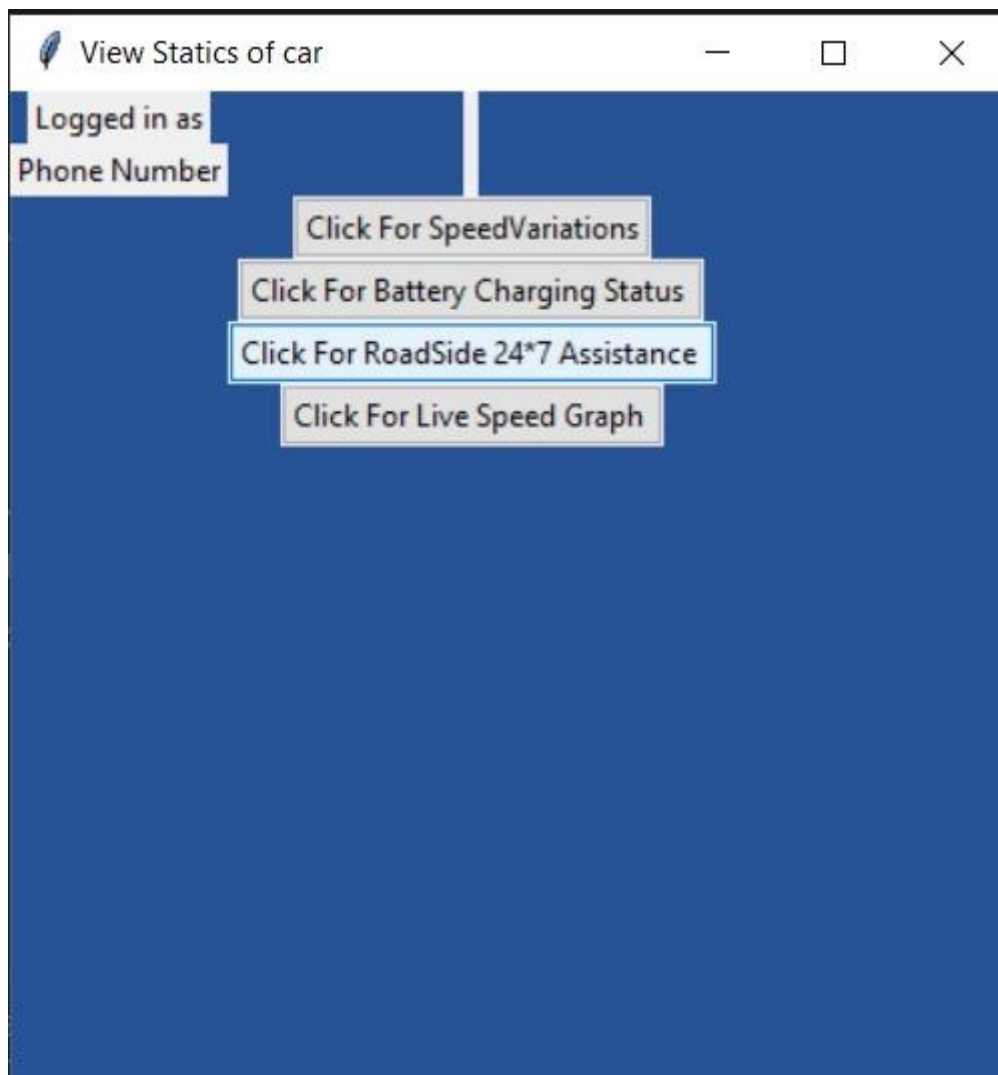 View Statics of car
Logged in as
Phone Number
Click For SpeedVariations
Click For Battery Charging Status
Click For RoadSide 24*7 Assistance
Click For Live Speed Graph